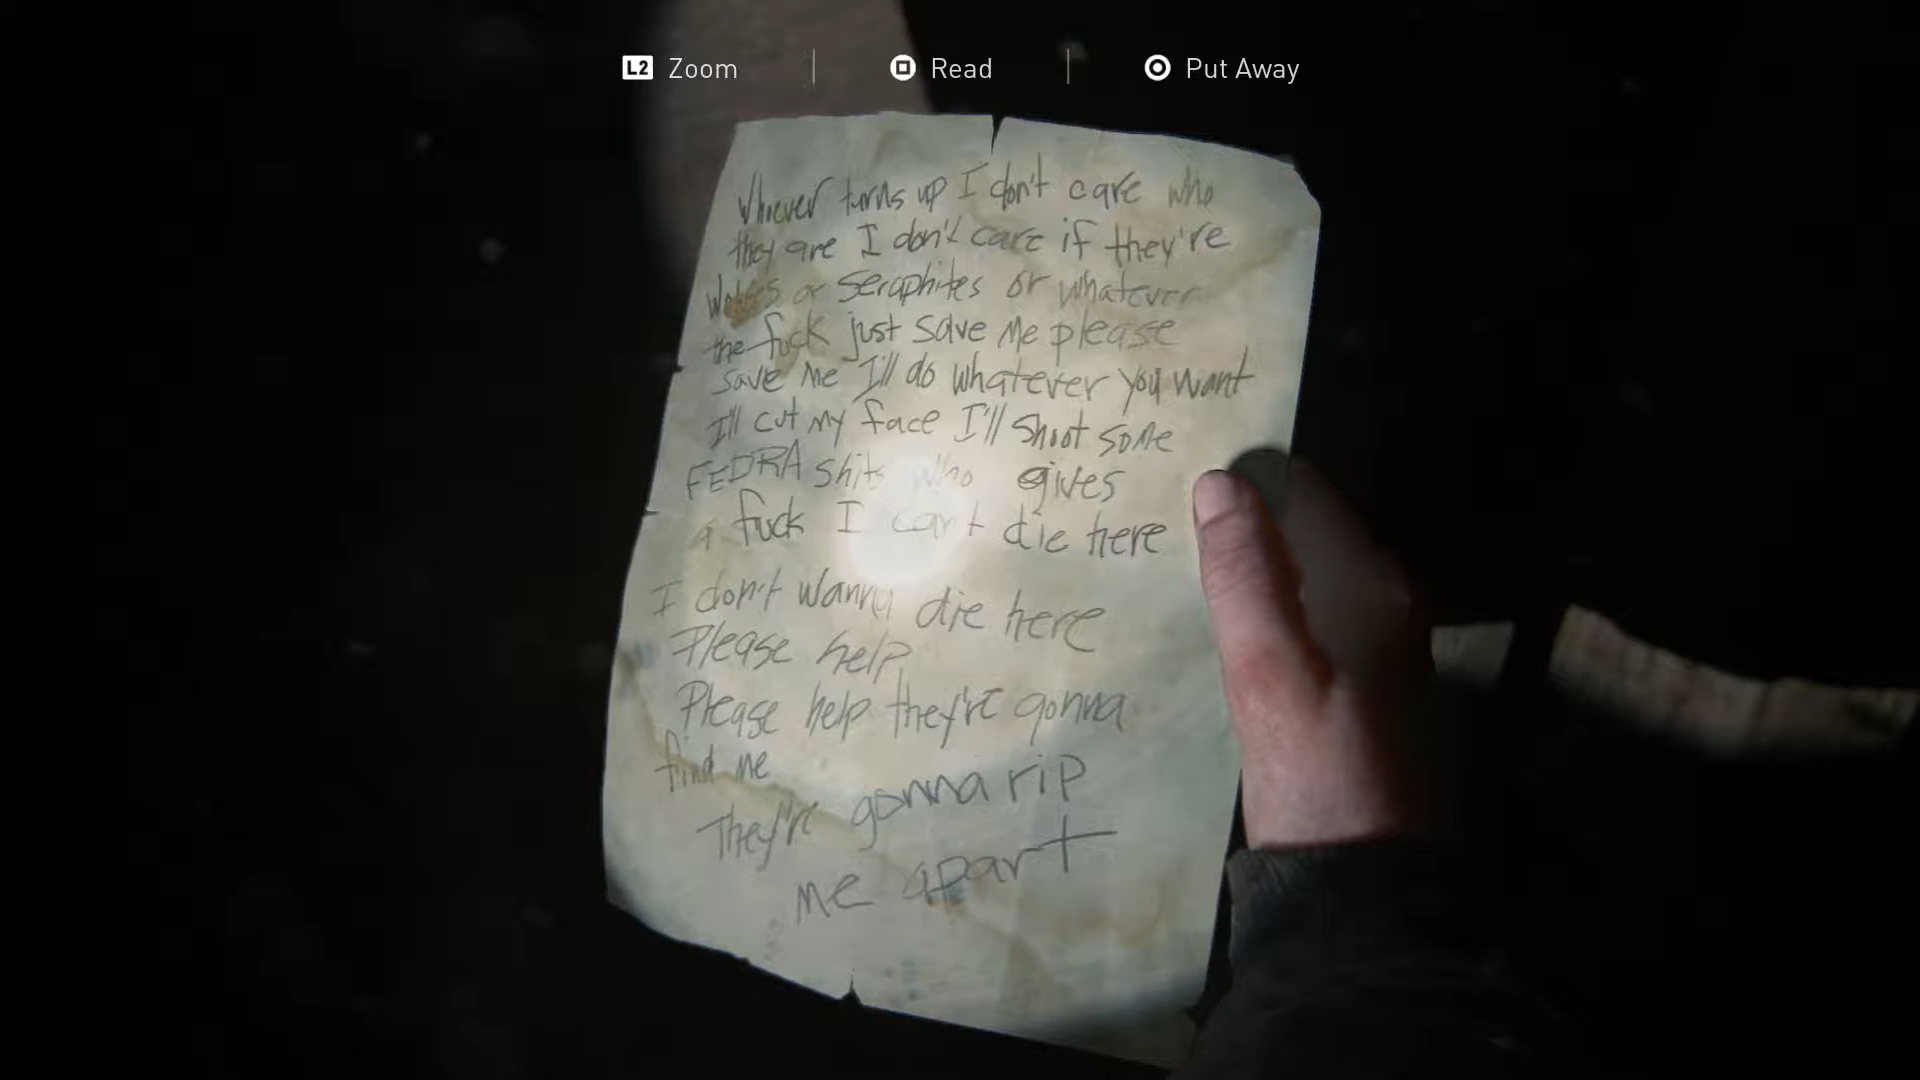 L2 Zoom | Read | Put Away
Whoever turns up I don't care who
they are I don't care if they're
Wolves or Seraphites or whatever
the fuck just save me please
save me I'll do whatever you want
I'll cut my face I'll shoot some
FEDRA shits who gives
a fuck I can't die here
I don't wanna die here
Please help
Please help they're gonna
find me
They're gonna rip
me apart